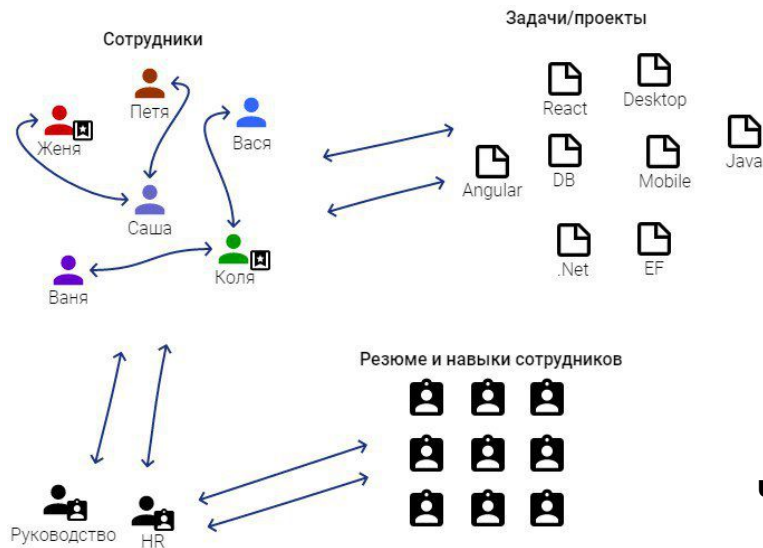 Сотрудники
Задачи/проекты
Петя
Женя
Вася
Саша
Ваня
Коля
React
Desktop
Java
Angular
DB
Mobile
.Net
EF
Резюме и навыки сотрудников
Руководство
HR